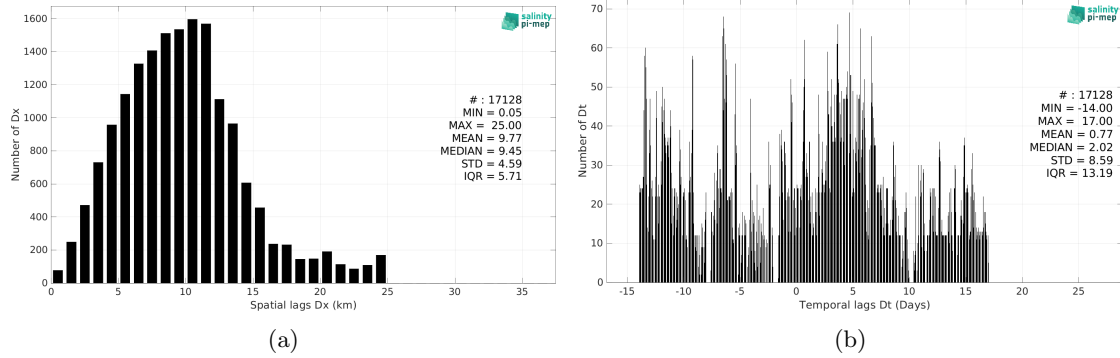 salinity
pi-mep
1600
1400
1200
1000
800
600
400
200
0
Number of Dx
# : 17128
MIN = 0.05
MAX = 25.00
MEAN = 9.77
MEDIAN = 9.45
STD = 4.59
IQR = 5.71
0 5 10 15 20 25 30 35
Spatial lags Dx (km)
(a)
salinity
pi-mep
70
60
50
40
30
20
10
0
Number of Dt
# : 17128
MIN = -14.00
MAX = 17.00
MEAN = 0.77
MEDIAN = 2.02
STD = 8.59
IQR = 13.19
-15 -10 -5 0 5 10 15 20 25
Temporal lags Dt (Days)
(b)